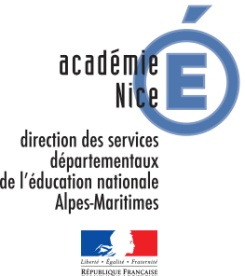 académie
Nice
É
direction des services
départementaux
de l'éducation nationale
Alpes-Maritimes
Liberté • Égalité • Fraternité
RÉPUBLIQUE FRANÇAISE